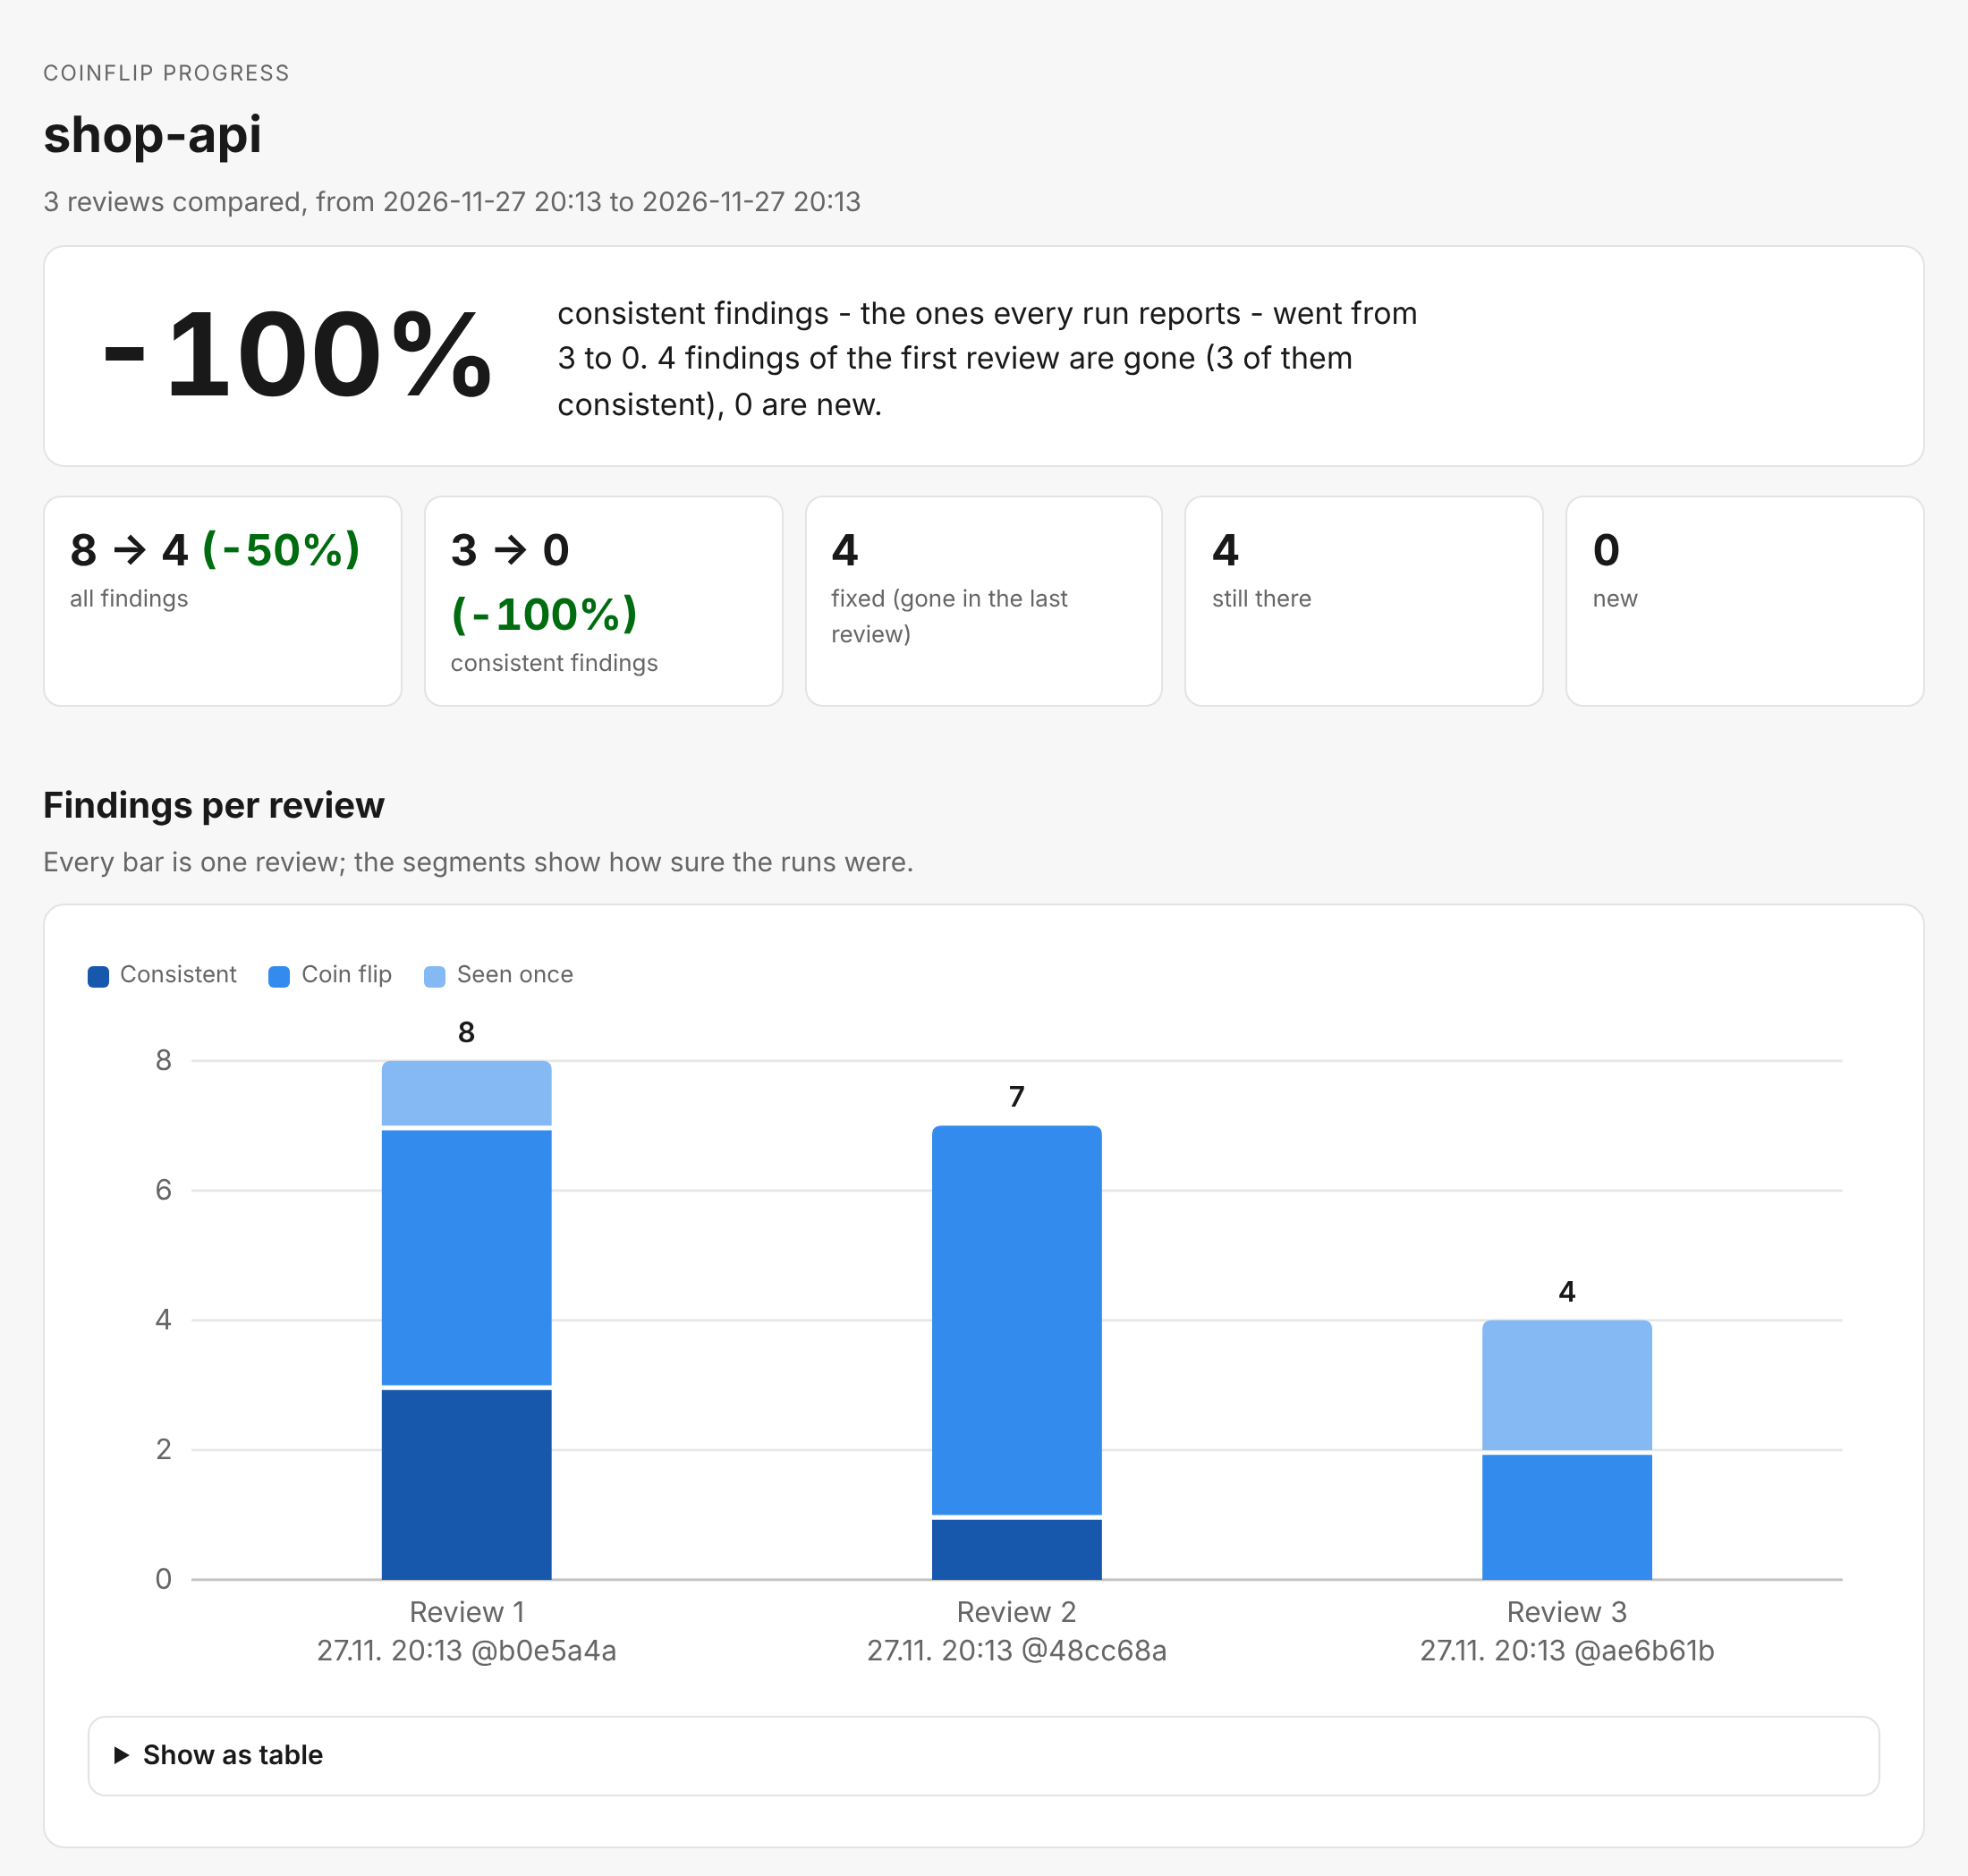 COINFLIP PROGRESS
shop-api
3 reviews compared, from 2026-11-27 20:13 to 2026-11-27 20:13
-100%
consistent findings - the ones every run reports - went from
3 to 0. 4 findings of the first review are gone (3 of them
consistent), 0 are new.
8 → 4 (-50%)
all findings
3 → 0
(-100%)
consistent findings
4
fixed (gone in the last
review)
4
still there
0
new
Findings per review
Every bar is one review; the segments show how sure the runs were.
Consistent Coin flip Seen once
8
7
4
8
6
4
2
0
Review 1
27.11. 20:13 @b0e5a4a
Review 2
27.11. 20:13 @48cc68a
Review 3
27.11. 20:13 @ae6b61b
Show as table